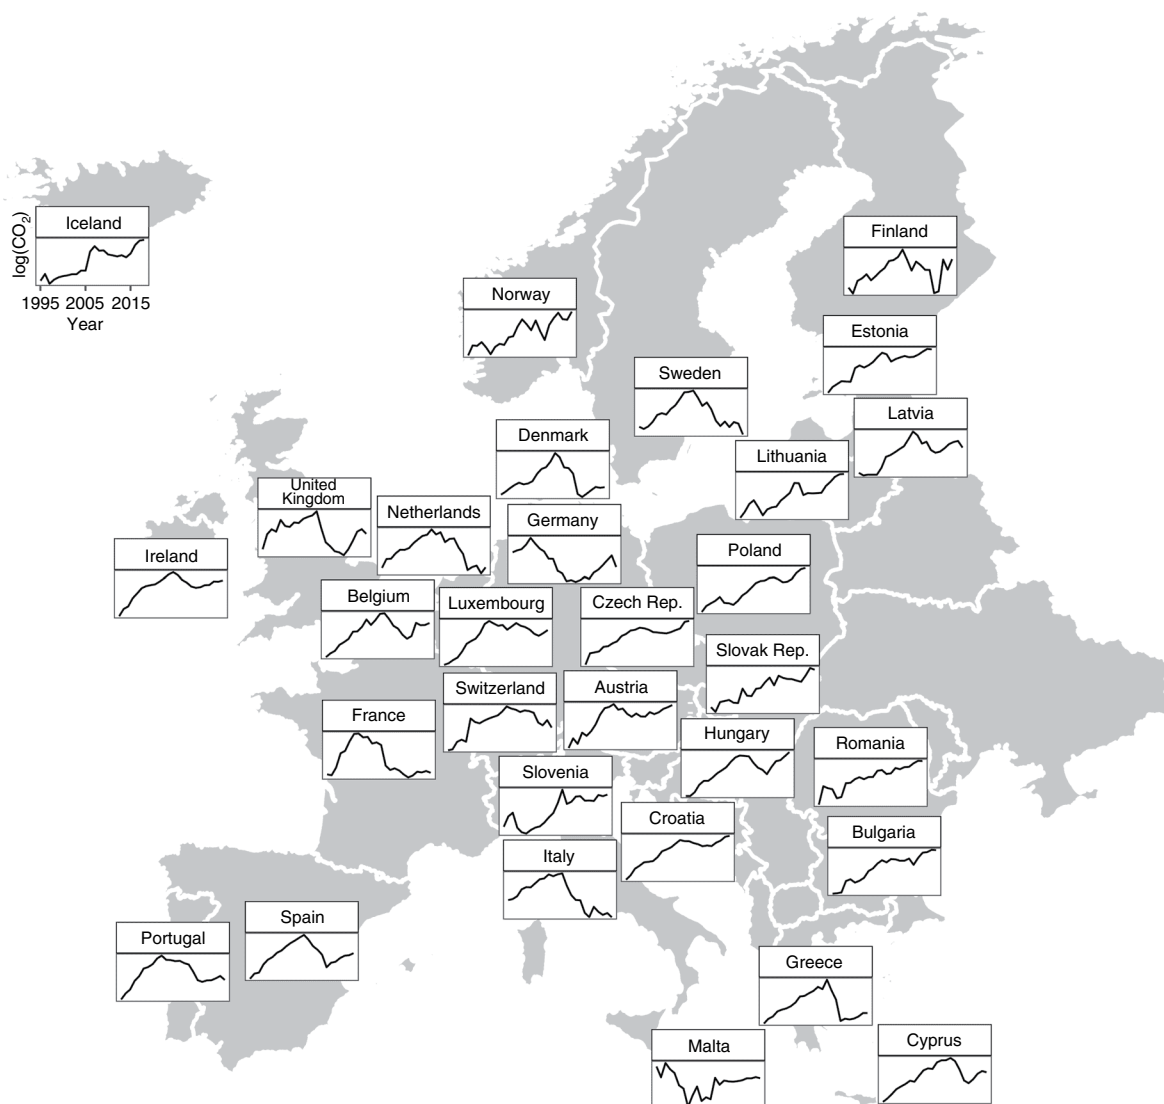 Iceland
log(CO₂)
1995 2005 2015
Year
Finland
Norway
Estonia
Sweden
Latvia
Denmark
Lithuania
United
Kingdom
Netherlands
Germany
Ireland
Poland
Belgium
Luxembourg
Czech Rep.
Slovak Rep.
Switzerland
Austria
France
Hungary
Romania
Slovenia
Croatia
Bulgaria
Italy
Spain
Portugal
Greece
Malta
Cyprus